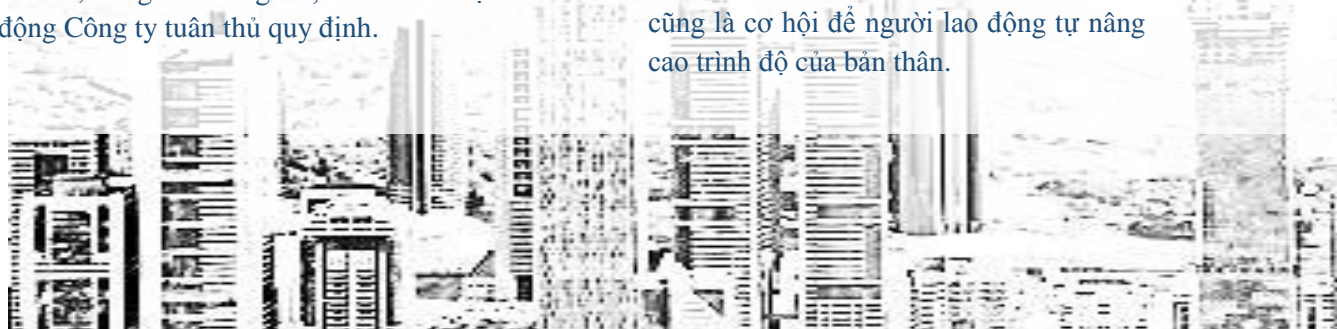 động Công ty tuân thủ quy định.
cũng là cơ hội để người lao động tự nâng
cao trình độ của bản thân.